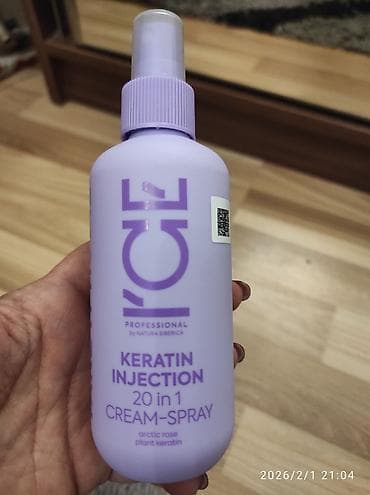 I'CE
PROFESSIONAL
by NATURA SIBERICA
KERATIN
INJECTION
20 in 1
CREAM-SPRAY
arctic rose
plant keratin
2026/2/1 21:04